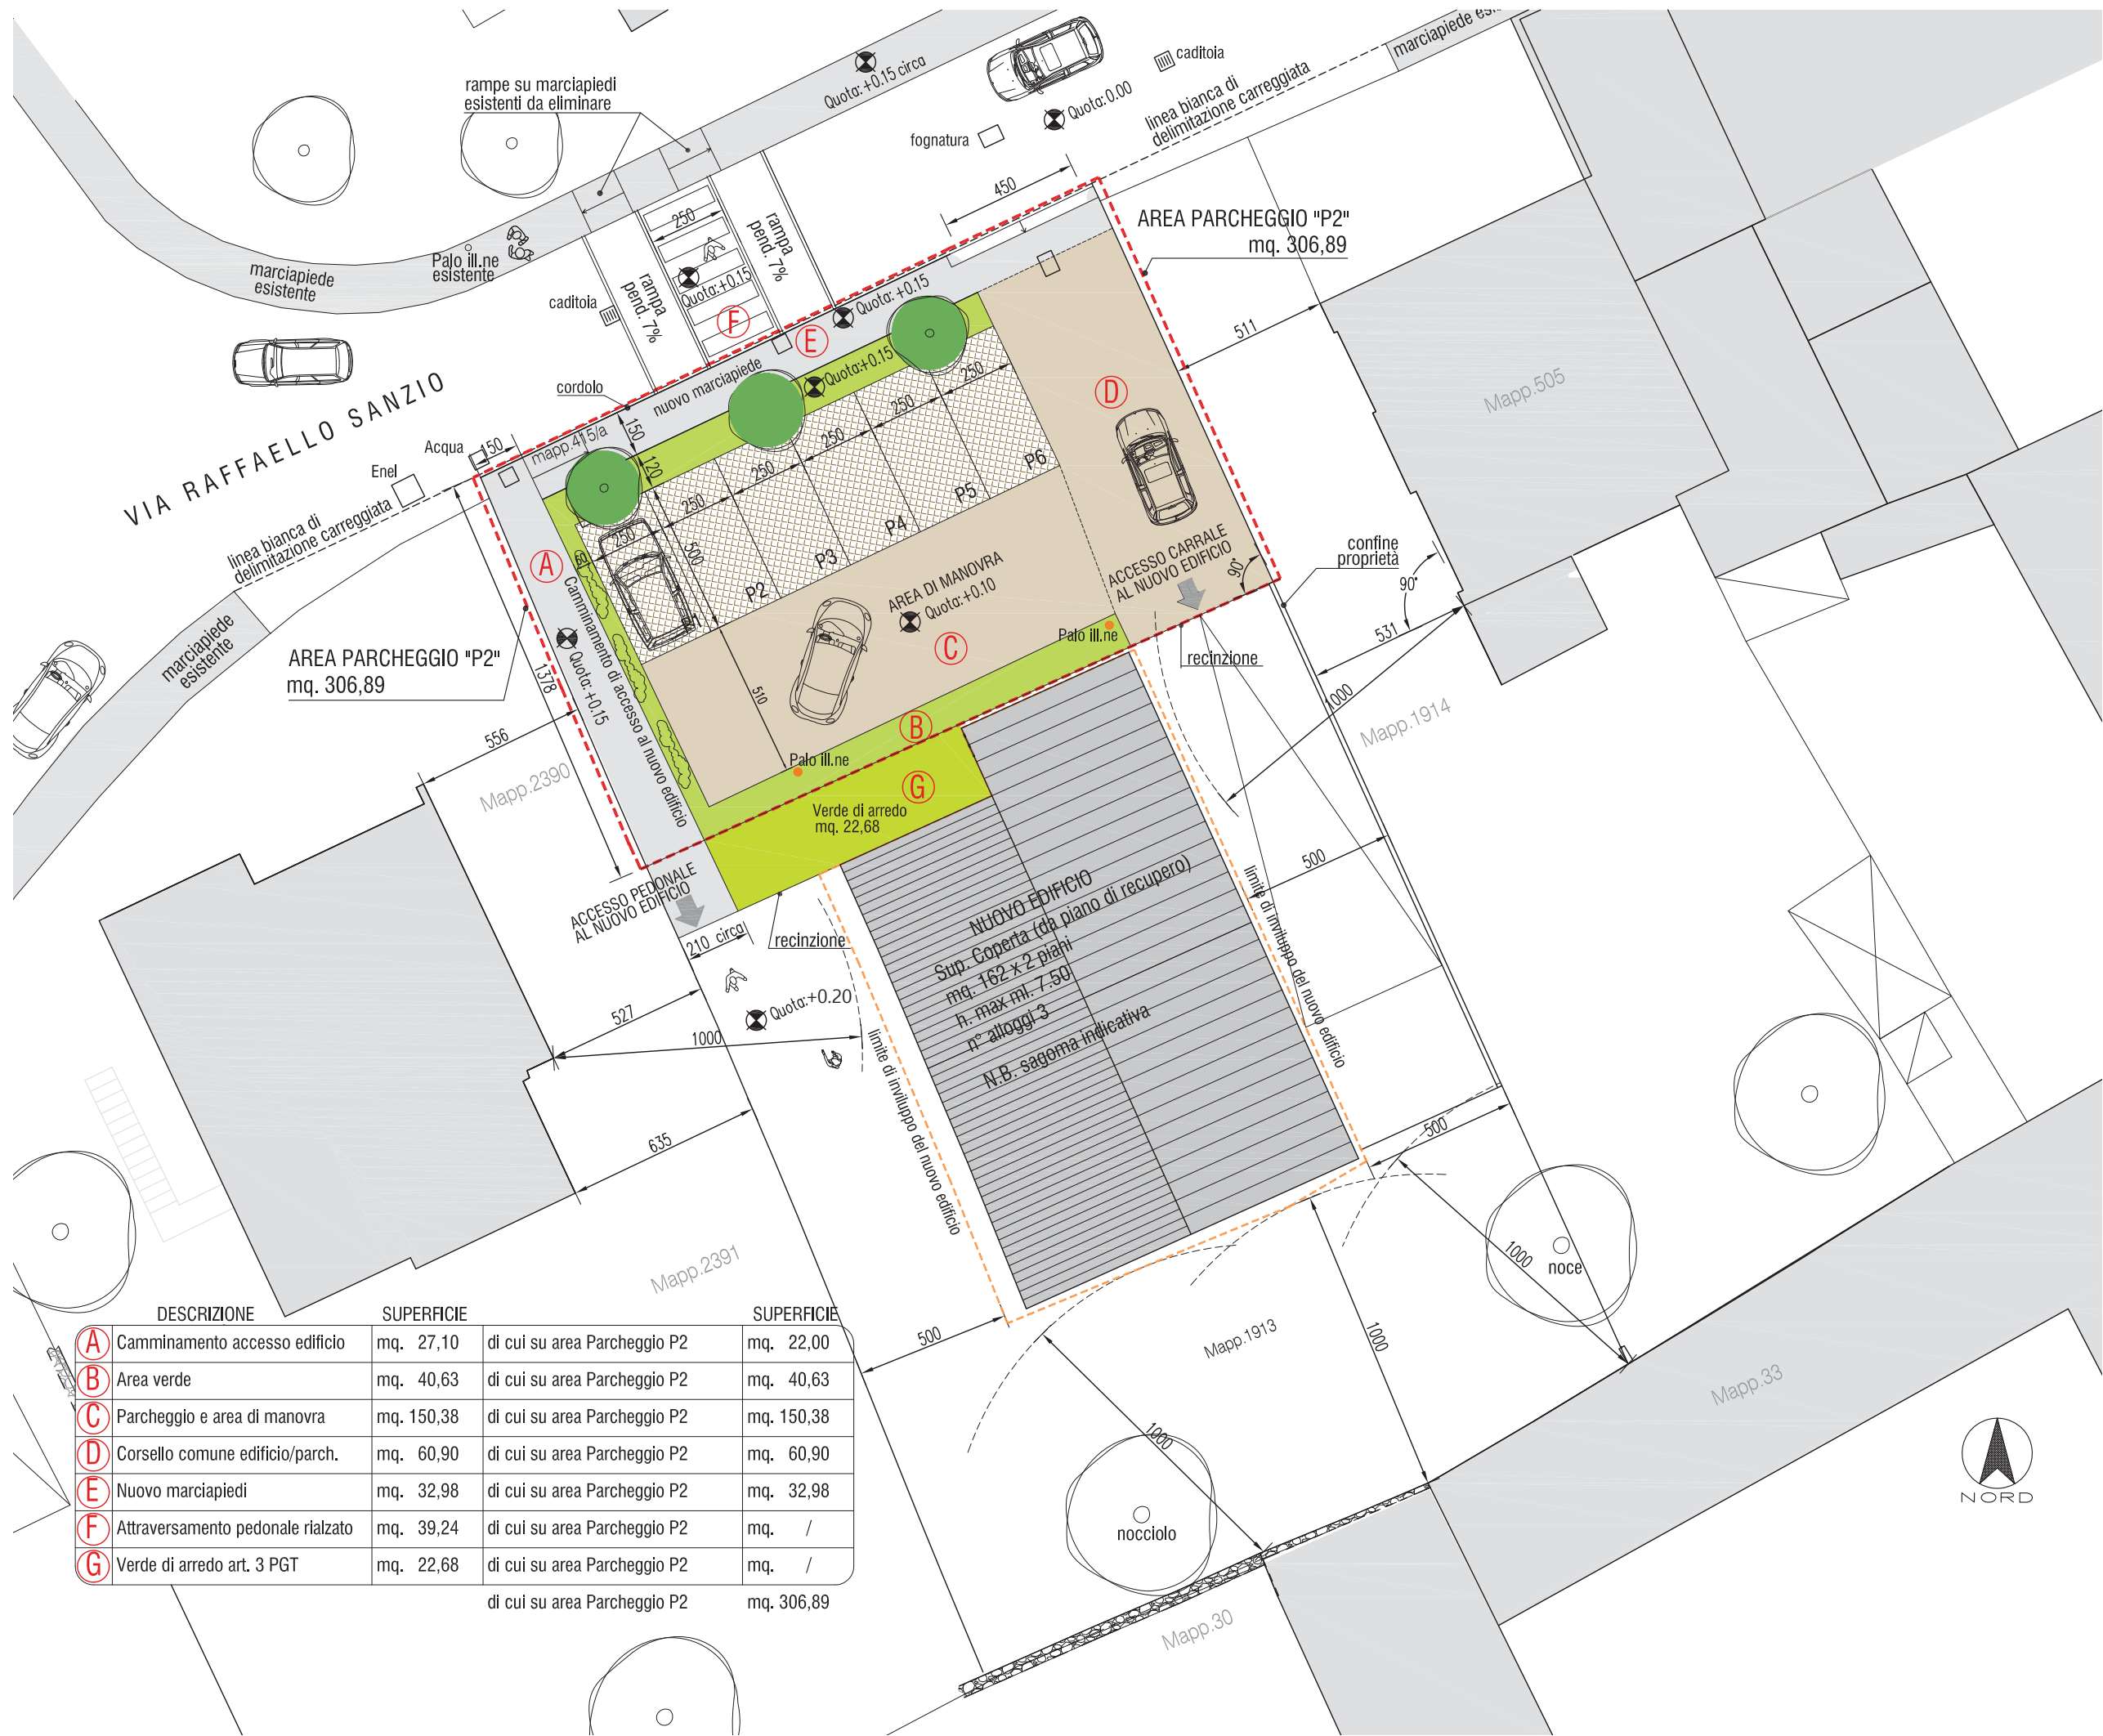 rampe su marciapiedi
esistenti da eliminare
Quota:+0.15 circa
caditoia
Quota:0.00
fognatura
linea bianca di
delimitazione carreggiata
450
AREA PARCHEGGIO "P2"
mq. 306,89
250
rampa
pend. 7%
rampa
pend. 7%
Quota:+0.15
F
E
Quota:+0.15
Palo ill.ne
esistente
marciapiede
esistente
caditoia
511
Mapp.505
VIA RAFFAELLO SANZIO
cordolo
nuovo marciapiede
Quota:+0.15
D
Acqua
150
mapp.415/a
150
120
Enel
linea bianca di
delimitazione carreggiata
250
250
250
250
250
250
60
500
P2
P3
P4
P5
P6
A
Camminamento di accesso al nuovo edificio
Quota: +0.15
AREA DI MANOVRA
Quota:+0.10
C
ACCESSO CARRALE
AL NUOVO EDIFICIO
90°
confine
proprietà
90°
531
1000
Mapp.1914
Palo ill.ne
recinzione
marciapiede
esistente
AREA PARCHEGGIO "P2"
mq. 306,89
1378
510
556
Mapp.2390
B
Palo ill.ne
G
Verde di arredo
mq. 22,68
ACCESSO PEDONALE
AL NUOVO EDIFICIO
210 circa
recinzione
500
limite di inviluppo del nuovo edificio
NUOVO EDIFICIO
Sup. Coperta (da piano di recupero)
mq. 162 x 2 piani
h. max ml. 7.50
n° alloggi 3
N.B. sagoma indicativa
527
Quota:+0.20
1000
limite di inviluppo del nuovo edificio
635
Mapp.2391
500
500
1000
noce
1000
Mapp.1913
1000
nocciolo
Mapp.33
Mapp.30
NORD
DESCRIZIONE SUPERFICIE SUPERFICIE
A Camminamento accesso edificio mq. 27,10 di cui su area Parcheggio P2 mq. 22,00
B Area verde mq. 40,63 di cui su area Parcheggio P2 mq. 40,63
C Parcheggio e area di manovra mq. 150,38 di cui su area Parcheggio P2 mq. 150,38
D Corsello comune edificio/parch. mq. 60,90 di cui su area Parcheggio P2 mq. 60,90
E Nuovo marciapiedi mq. 32,98 di cui su area Parcheggio P2 mq. 32,98
F Attraversamento pedonale rialzato mq. 39,24 di cui su area Parcheggio P2 mq. /
G Verde di arredo art. 3 PGT mq. 22,68 di cui su area Parcheggio P2 mq. /
di cui su area Parcheggio P2 mq. 306,89